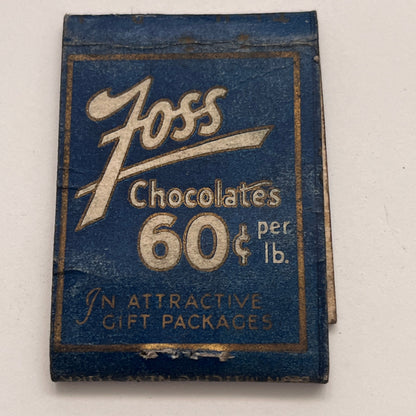 Foss
Chocolates
60¢ per lb.
IN ATTRACTIVE
GIFT PACKAGES